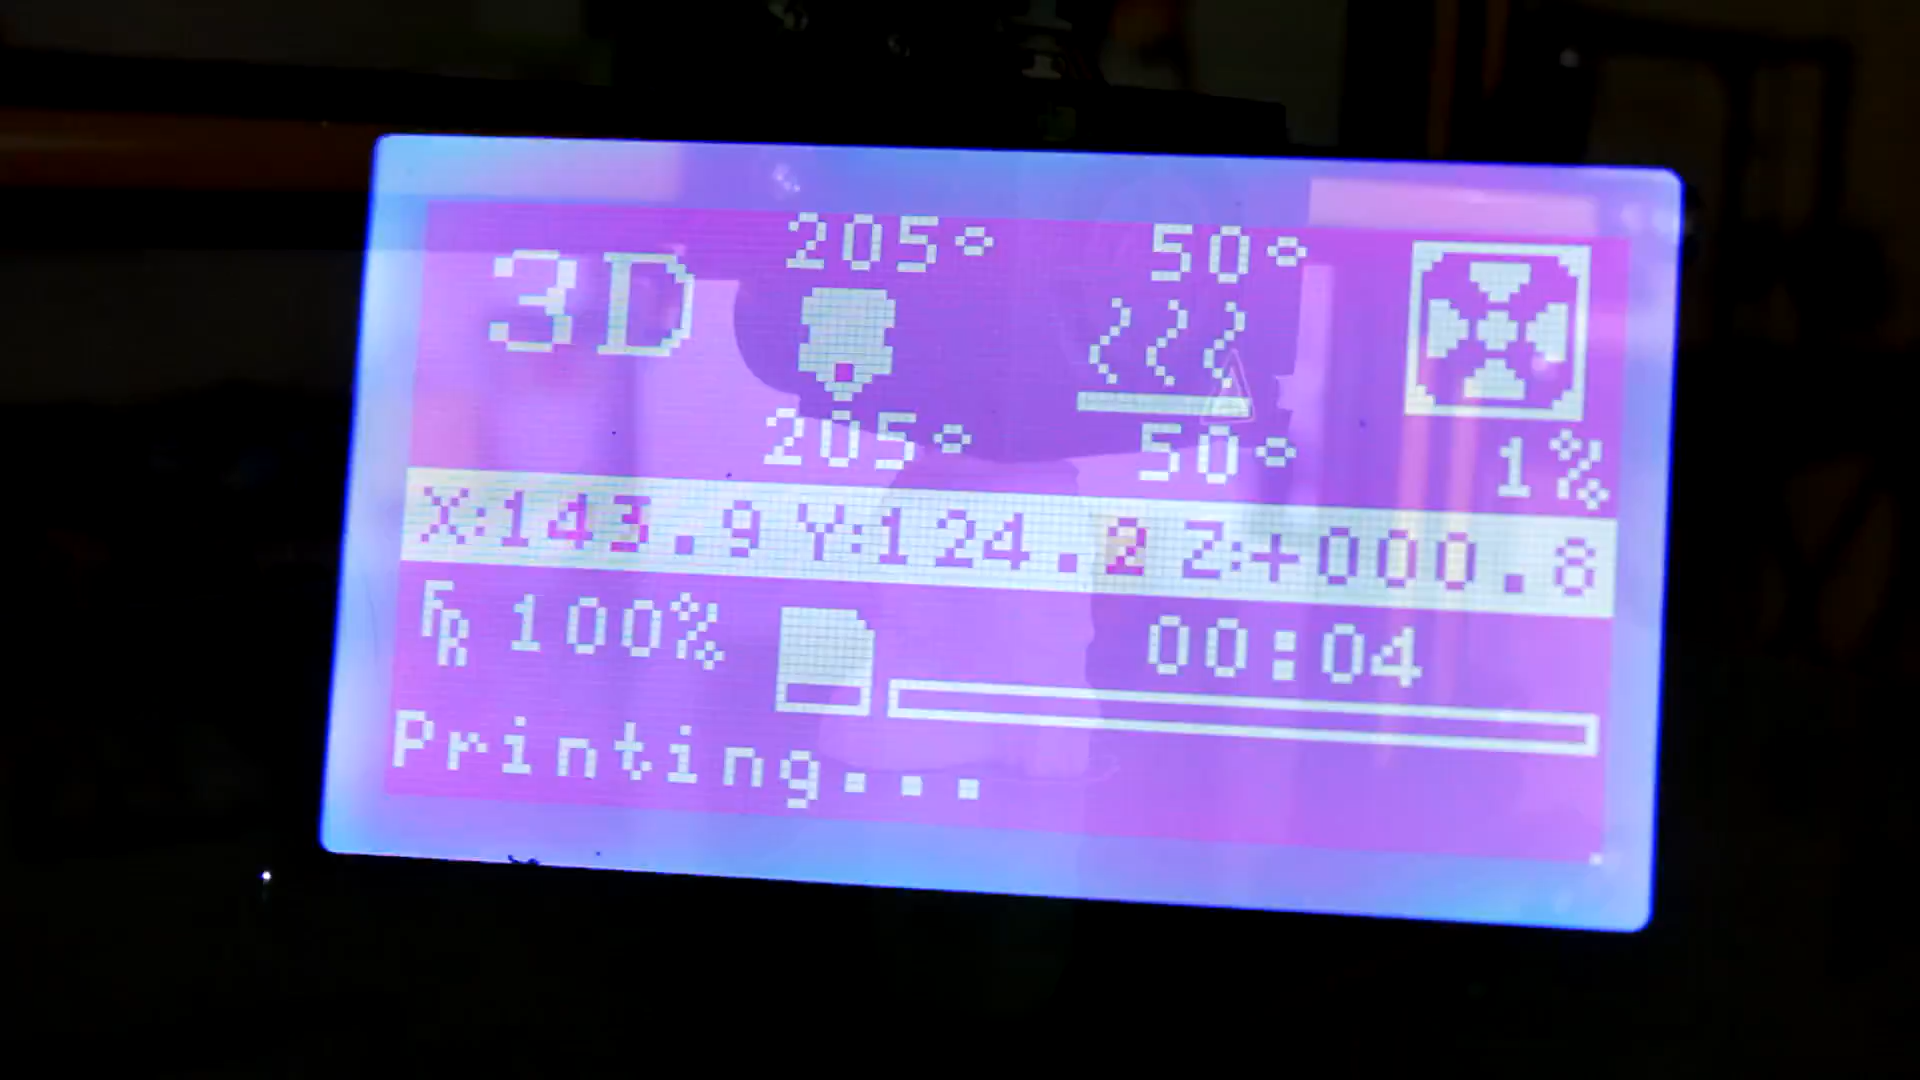 205° 50°
3D
205° 50° 1%
X:143.9 Y:124.2 Z:+000.8
FR 100% 00:04
Printing...